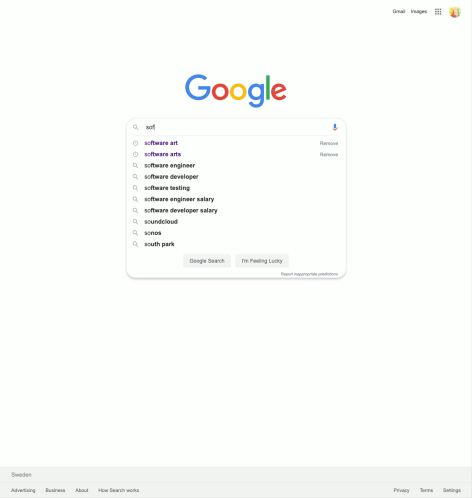 Gmail Images
Google
sof
software art Remove
software arts Remove
software engineer
software developer
software testing
software engineer salary
software developer salary
soundcloud
sonos
south park
Google Search I'm Feeling Lucky
Report inappropriate predictions
Sweden
Advertising Business About How Search works Privacy Terms Settings